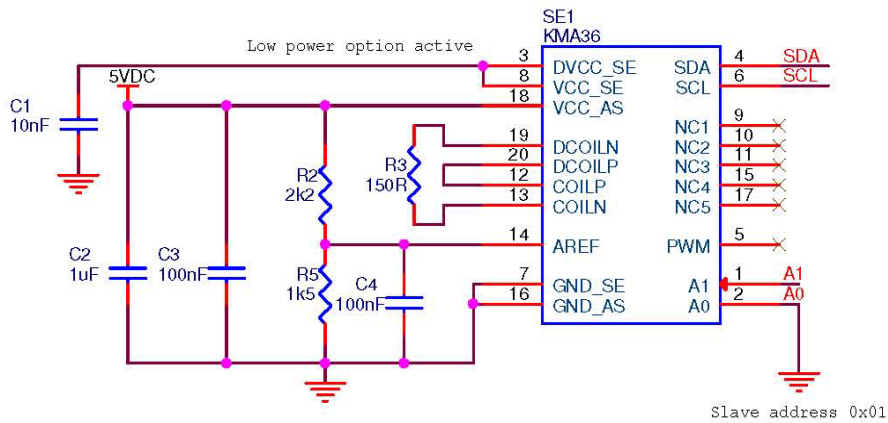 SE1
KMA36
Low power option active
5VDC
C1
10nF
3 DVCC_SE SDA 4 SDA
8 VCC_SE SCL 6 SCL
18 VCC_AS
NC1 9
19 DCOILN NC2 10
20 DCOILP NC3 11
12 COILP NC4 15
13 COILN NC5 17
R2
2k2
R3
150R
14 AREF PWM 5
C2
1uF
C3
100nF
R5
1k5
C4
100nF
7 GND_SE A1 1 A1
16 GND_AS A0 2 A0
Slave address 0x01